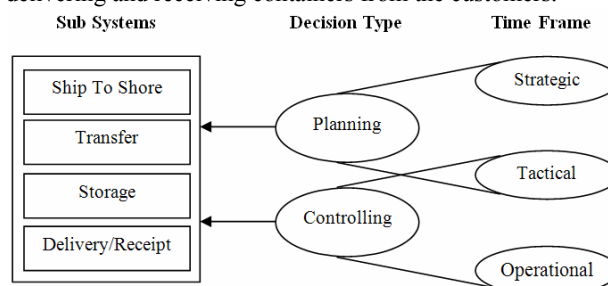 delivering and receiving containers from the customers.
Sub Systems Decision Type Time Frame
Ship To Shore
Transfer
Storage
Delivery/Receipt
Planning
Controlling
Strategic
Tactical
Operational